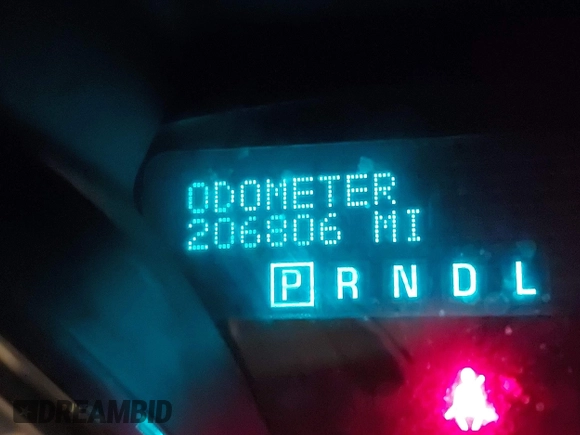 ODOMETER
206806 MI
P R N D L
DREAMBID